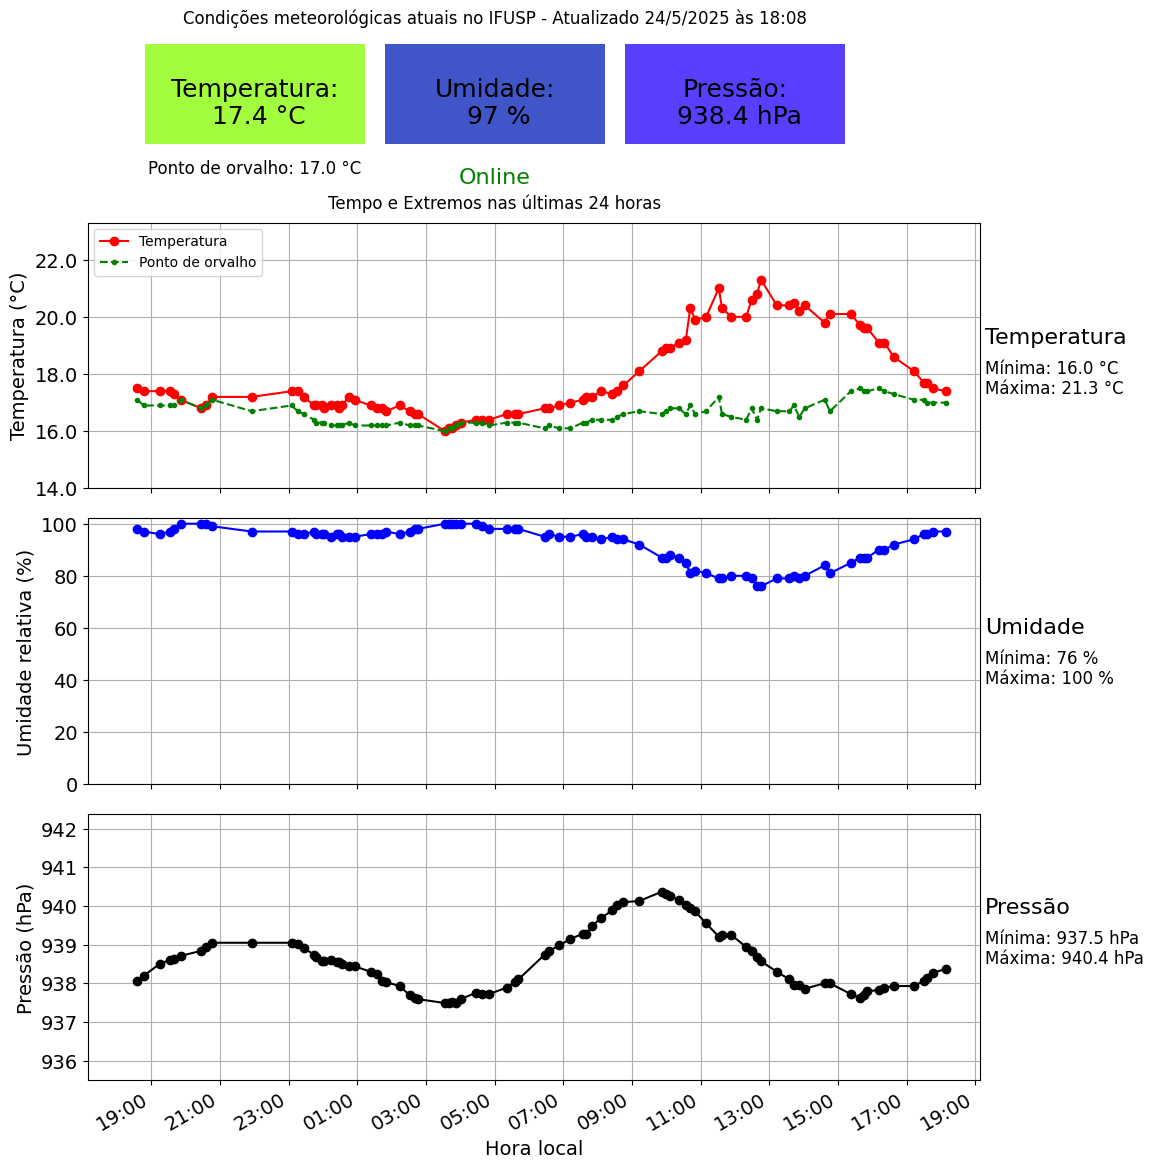 Condições meteorológicas atuais no IFUSP - Atualizado 24/5/2025 às 18:08
Temperatura:
17.4 °C
Umidade:
97 %
Pressão:
938.4 hPa
Ponto de orvalho: 17.0 °C
Online
Tempo e Extremos nas últimas 24 horas
Temperatura (°C)
22.0
20.0
18.0
16.0
14.0
Temperatura
Ponto de orvalho
Temperatura
Mínima: 16.0 °C
Máxima: 21.3 °C
Umidade relativa (%)
100
80
60
40
20
0
Umidade
Mínima: 76 %
Máxima: 100 %
Pressão (hPa)
942
941
940
939
938
937
936
Pressão
Mínima: 937.5 hPa
Máxima: 940.4 hPa
19:00
21:00
23:00
01:00
03:00
05:00
07:00
09:00
11:00
13:00
15:00
17:00
19:00
Hora local